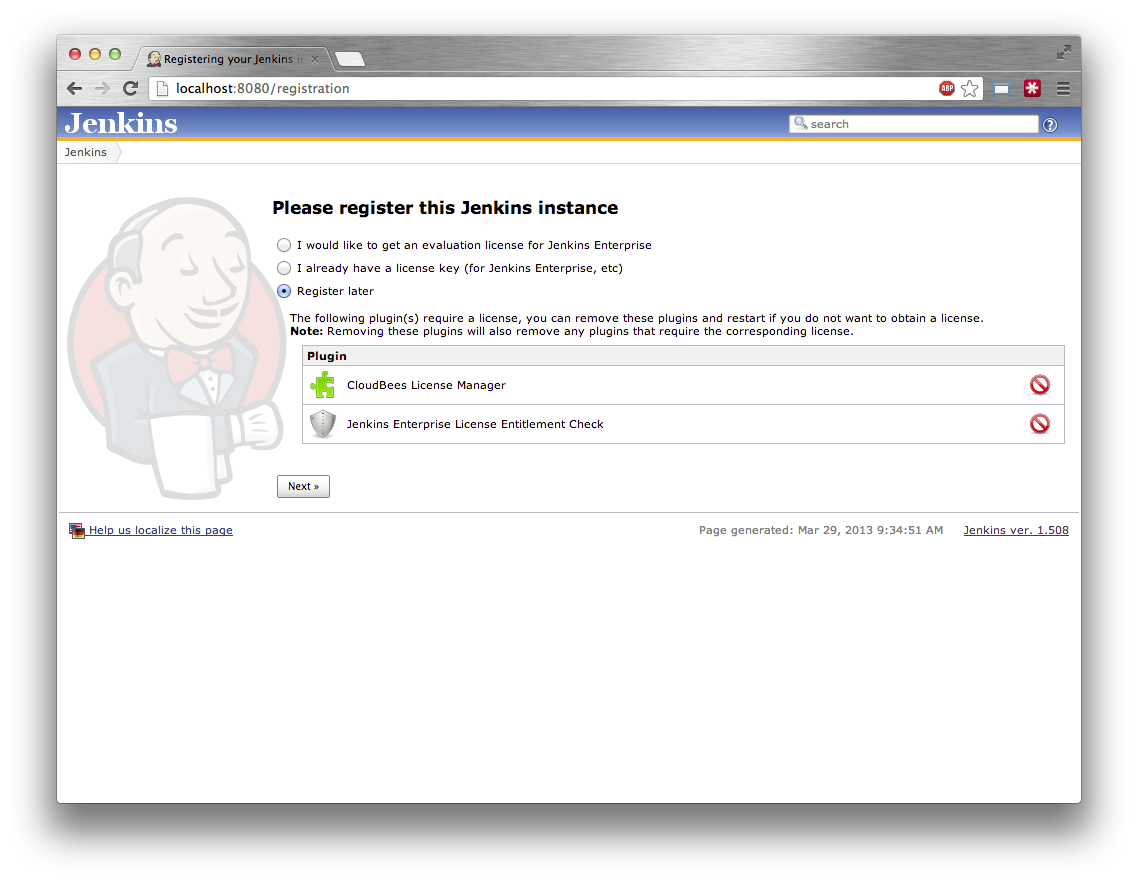 Registering your Jenkins i
localhost:8080/registration
ABP
Jenkins
search
Jenkins
Please register this Jenkins instance
I would like to get an evaluation license for Jenkins Enterprise
I already have a license key (for Jenkins Enterprise, etc)
Register later
The following plugin(s) require a license, you can remove these plugins and restart if you do not want to obtain a license.
Note: Removing these plugins will also remove any plugins that require the corresponding license.
Plugin
CloudBees License Manager
Jenkins Enterprise License Entitlement Check
Next »
Help us localize this page
Page generated: Mar 29, 2013 9:34:51 AM
Jenkins ver. 1.508